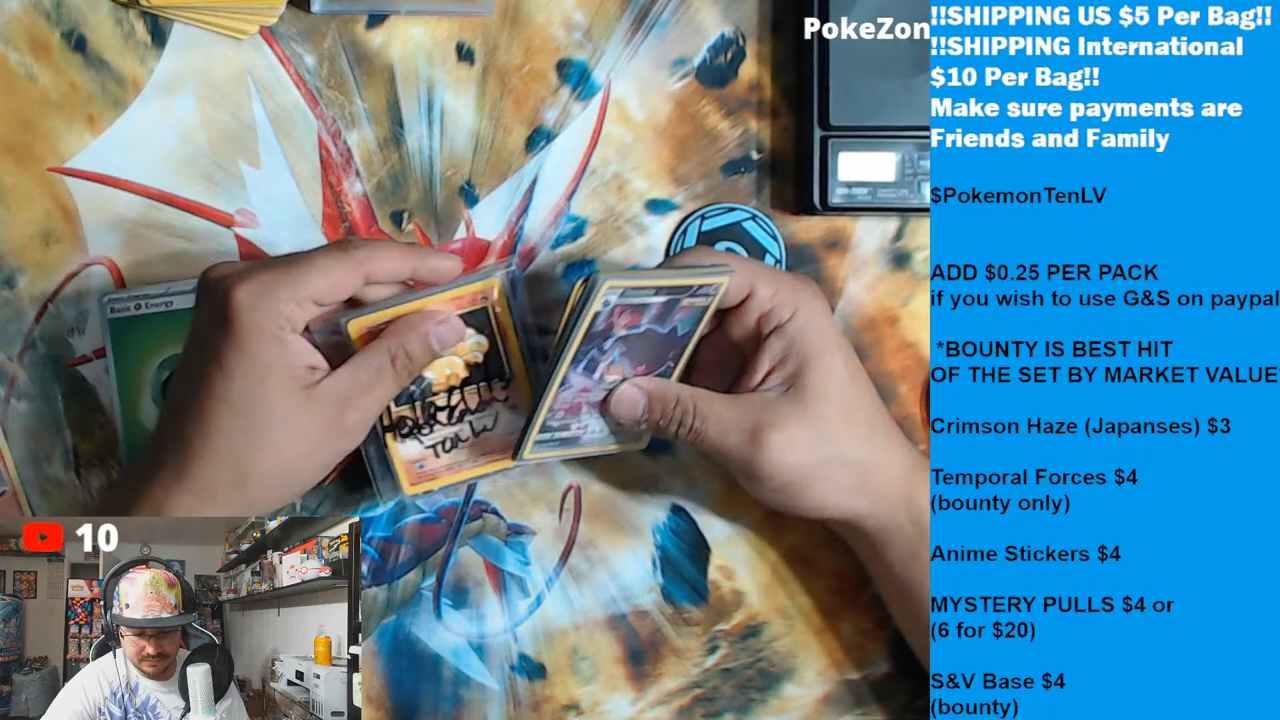 PokeZon
!!SHIPPING US $5 Per Bag!!
!!SHIPPING International
$10 Per Bag!!
Make sure payments are
Friends and Family
$PokemonTenLV
ADD $0.25 PER PACK
if you wish to use G&S on paypal
*BOUNTY IS BEST HIT
OF THE SET BY MARKET VALUE
Crimson Haze (Japanses) $3
Temporal Forces $4
(bounty only)
Anime Stickers $4
MYSTERY PULLS $4 or
(6 for $20)
S&V Base $4
(bounty)
Basic Energy
10